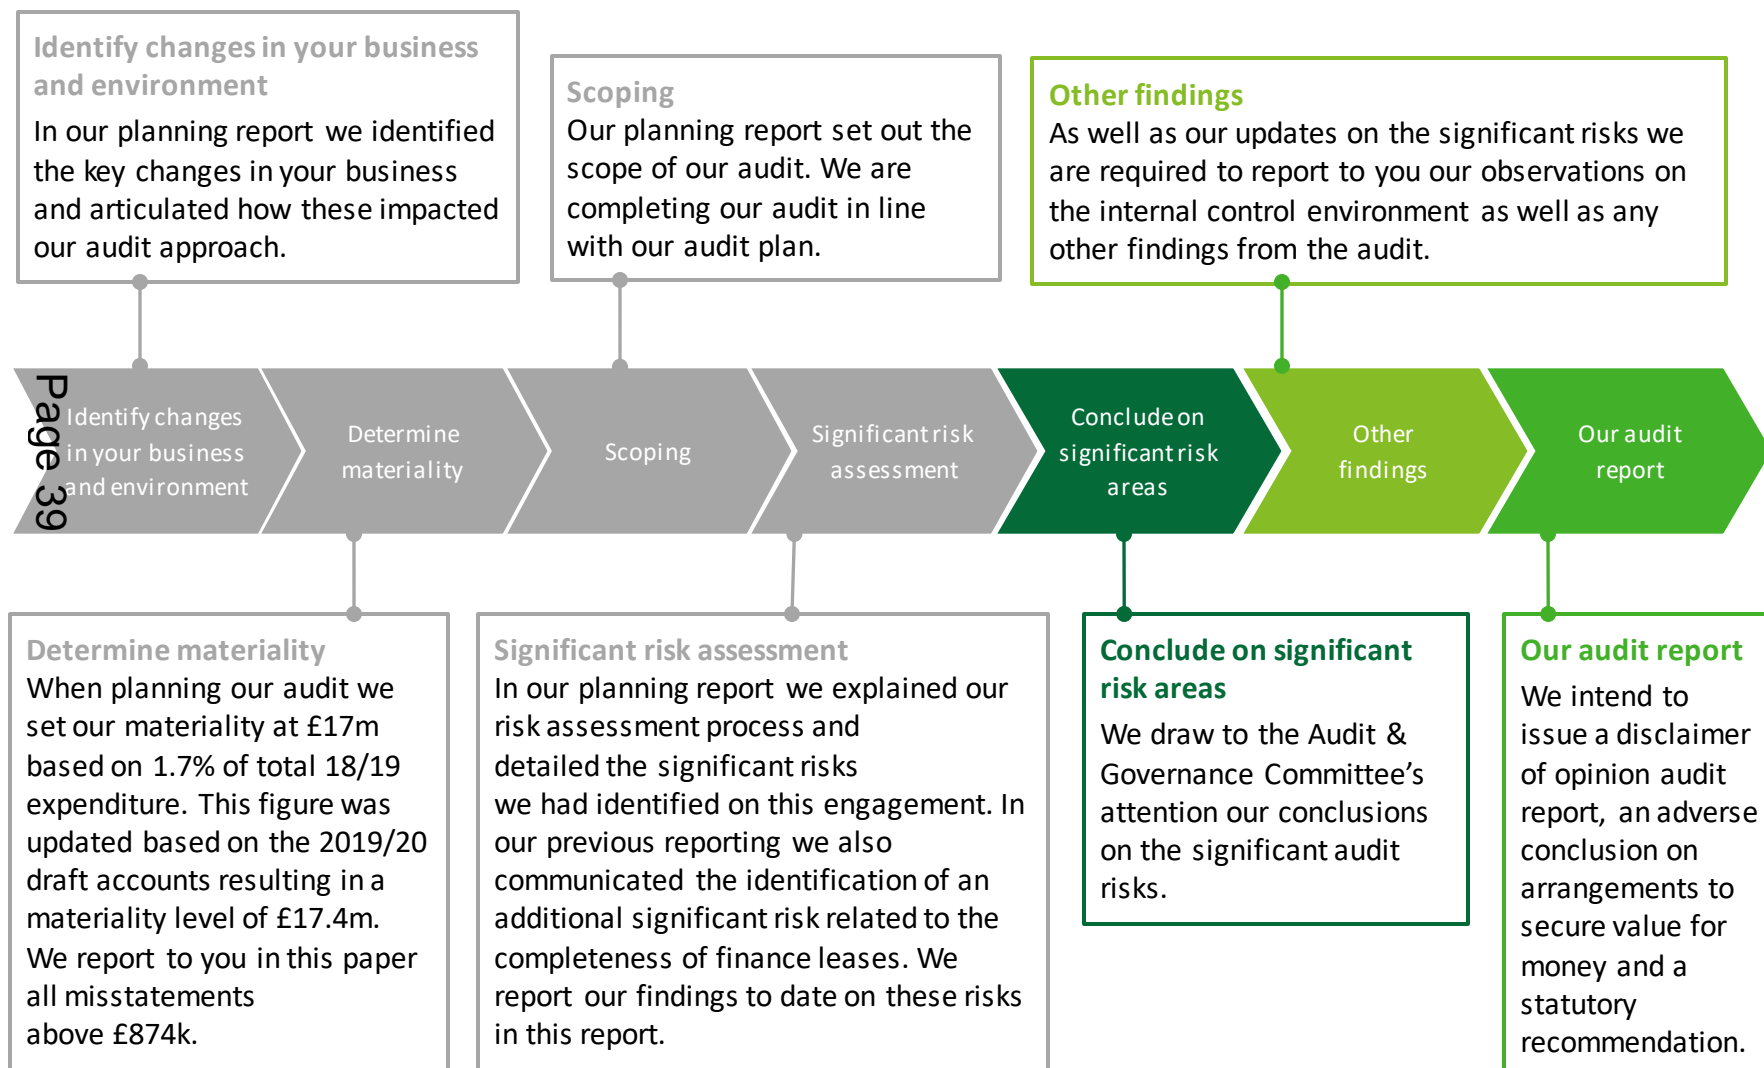 Identify changes in your business
and environment
In our planning report we identified
the key changes in your business
and articulated how these impacted
our audit approach.
Scoping
Our planning report set out the
scope of our audit. We are
completing our audit in line
with our audit plan.
Other findings
As well as our updates on the significant risks we
are required to report to you our observations on
the internal control environment as well as any
other findings from the audit.
Page 39
Identify changes
in your business
and environment
Determine
materiality
Scoping
Significant risk
assessment
Conclude on
significant risk
areas
Other
findings
Our audit
report
Determine materiality
When planning our audit we
set our materiality at £17m
based on 1.7% of total 18/19
expenditure. This figure was
updated based on the 2019/20
draft accounts resulting in a
materiality level of £17.4m.
We report to you in this paper
all misstatements
above £874k.
Significant risk assessment
In our planning report we explained our
risk assessment process and
detailed the significant risks
we had identified on this engagement. In
our previous reporting we also
communicated the identification of an
additional significant risk related to the
completeness of finance leases. We
report our findings to date on these risks
in this report.
Conclude on significant
risk areas
We draw to the Audit &
Governance Committee's
attention our conclusions
on the significant audit
risks.
Our audit report
We intend to
issue a disclaimer
of opinion audit
report, an adverse
conclusion on
arrangements to
secure value for
money and a
statutory
recommendation.